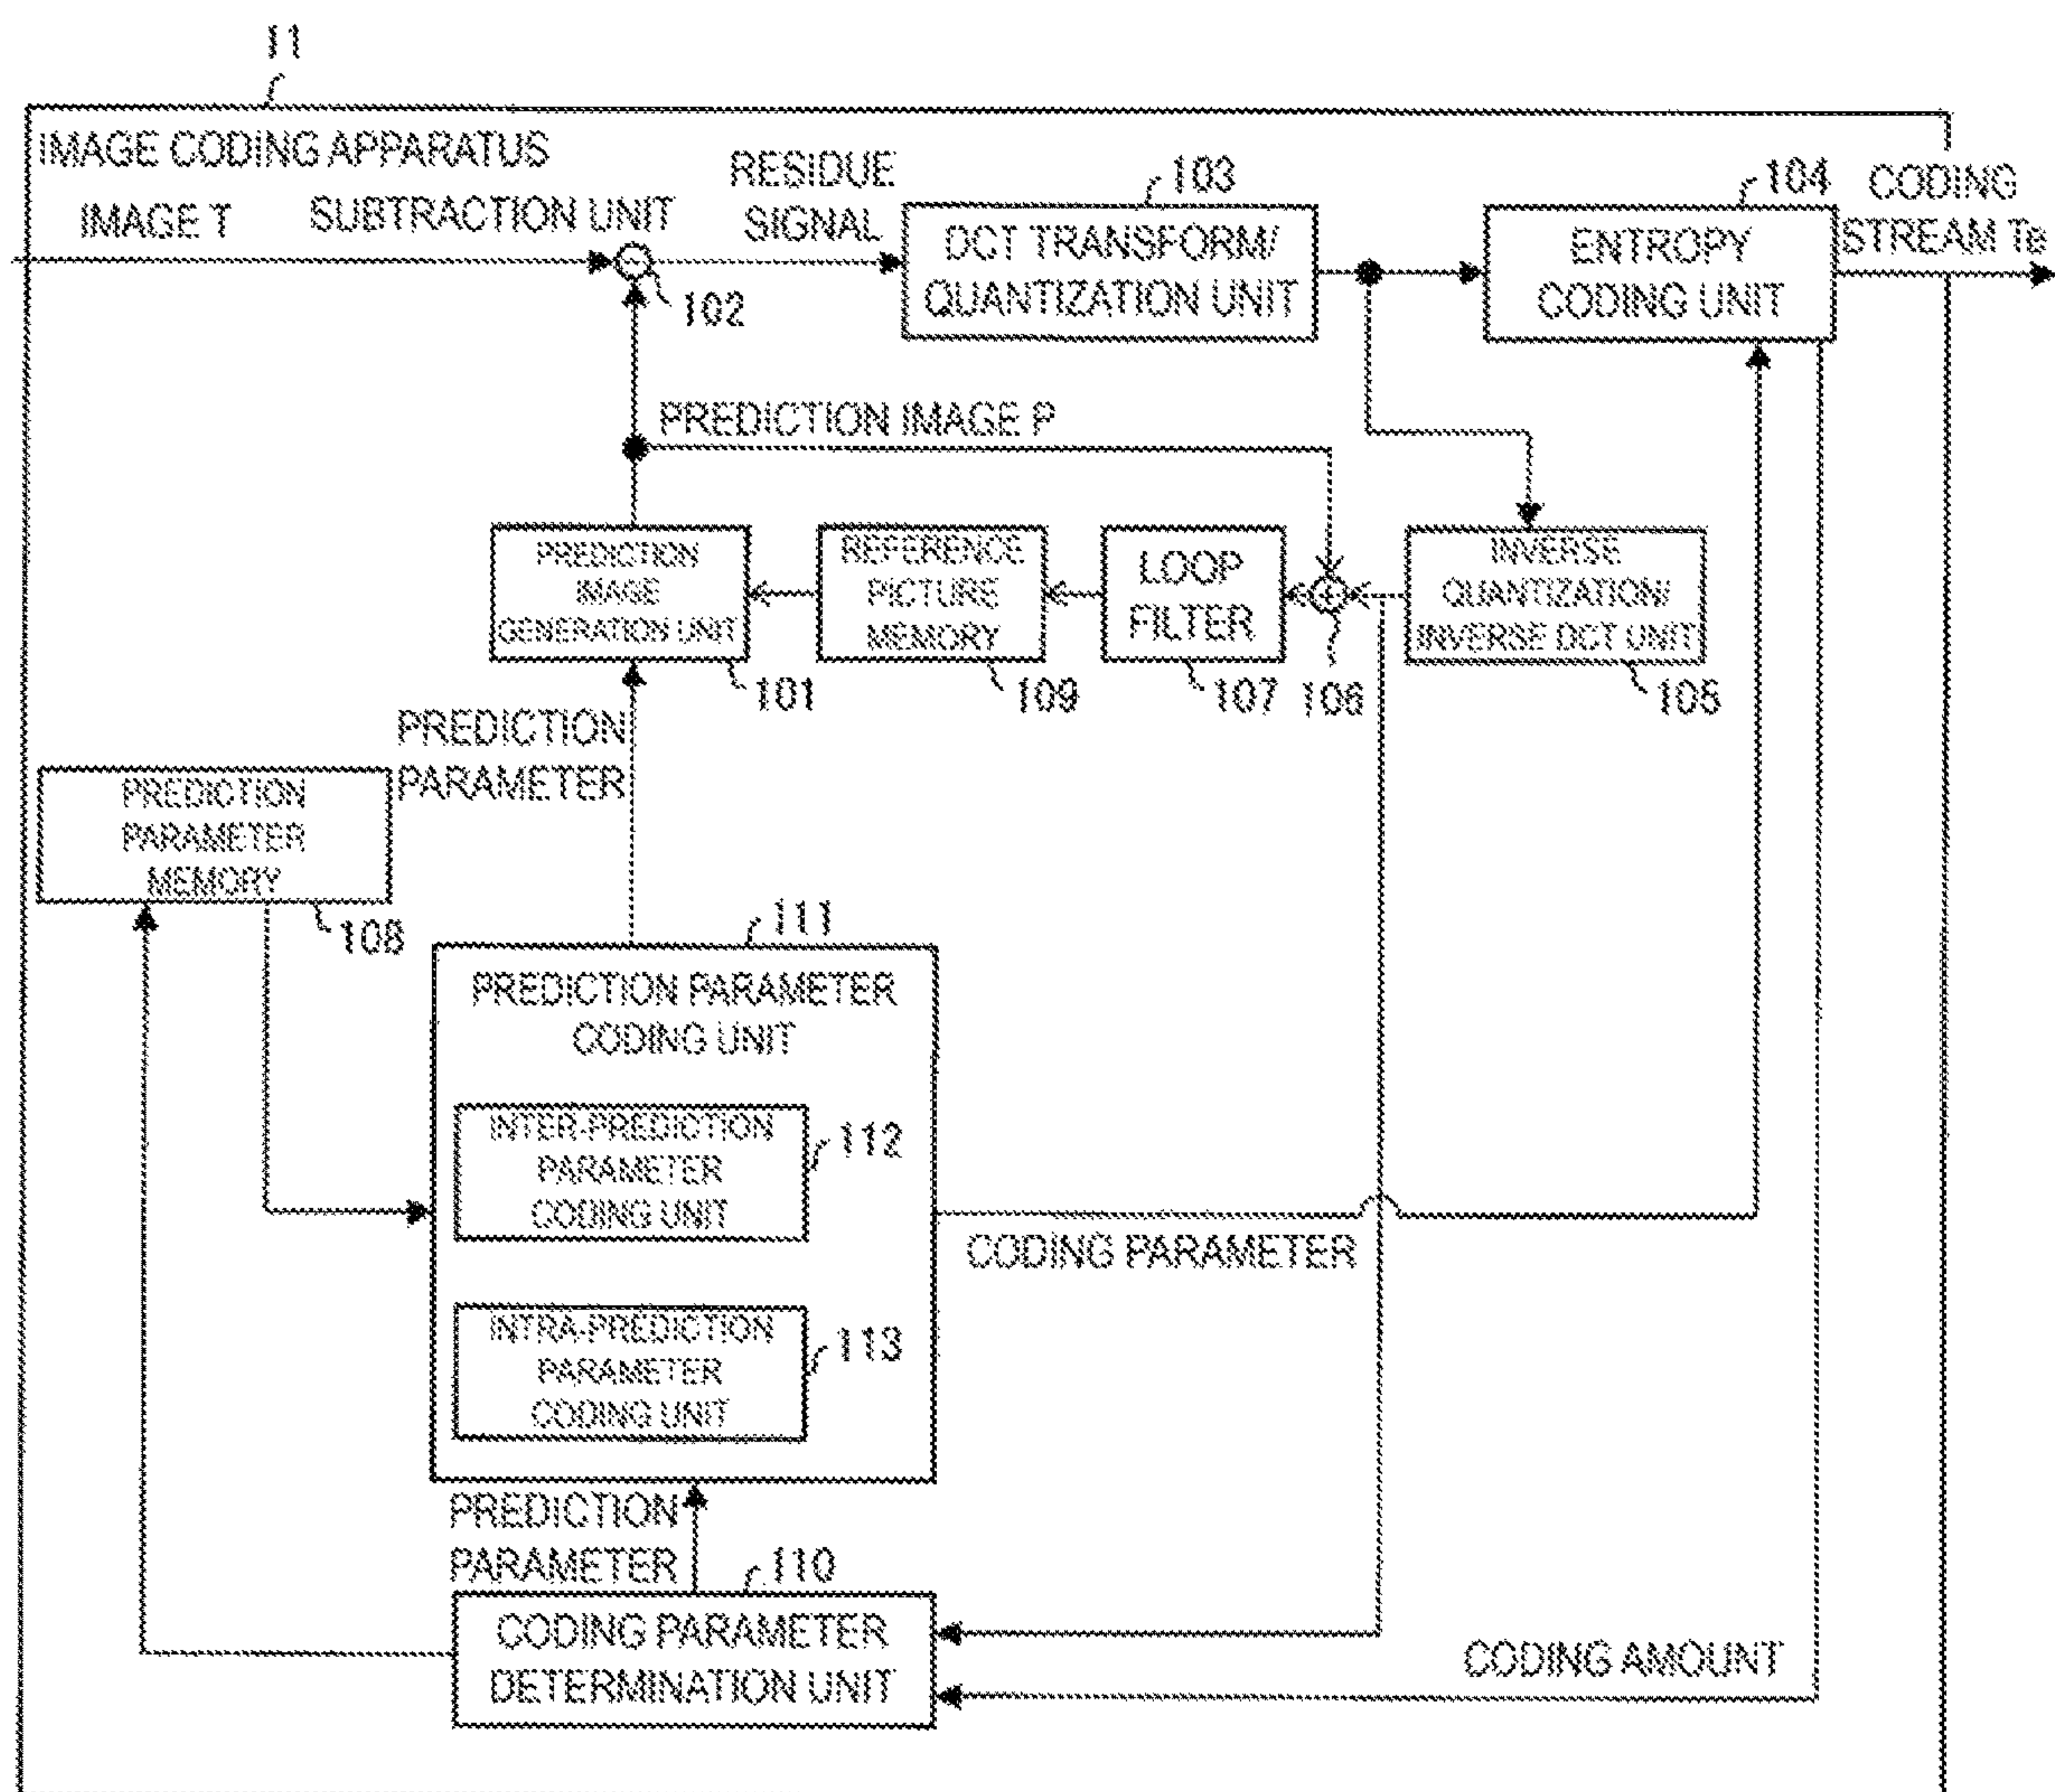 11
IMAGE CODING APPARATUS
IMAGE T
SUBTRACTION UNIT
RESIDUE
SIGNAL
103
104
CODING
STREAM Te
DCT TRANSFORM/
QUANTIZATION UNIT
ENTROPY
CODING UNIT
102
PREDICTION IMAGE P
PREDICTION
IMAGE
GENERATION UNIT
REFERENCE
PICTURE
MEMORY
LOOP
FILTER
INVERSE
QUANTIZATION/
INVERSE DCT UNIT
101
109
107
106
105
PREDICTION
PARAMETER
PREDICTION
PARAMETER
MEMORY
108
111
PREDICTION PARAMETER
CODING UNIT
INTER-PREDICTION
PARAMETER
CODING UNIT
112
CODING PARAMETER
INTRA-PREDICTION
PARAMETER
CODING UNIT
113
PREDICTION
PARAMETER
110
CODING PARAMETER
DETERMINATION UNIT
CODING AMOUNT